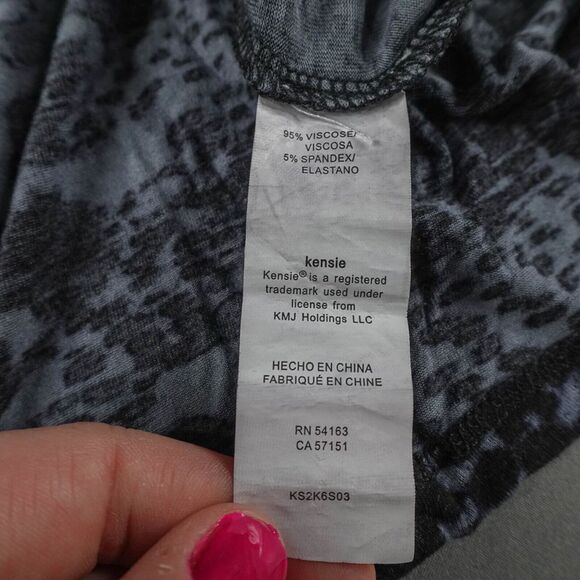 95% VISCOSE/
VISCOSA
5% SPANDEX/
ELASTANO
kensie
Kensie® is a registered
trademark used under
license from
KMJ Holdings LLC
HECHO EN CHINA
FABRIQUÉ EN CHINE
RN 54163
CA 57151
KS2K6S03